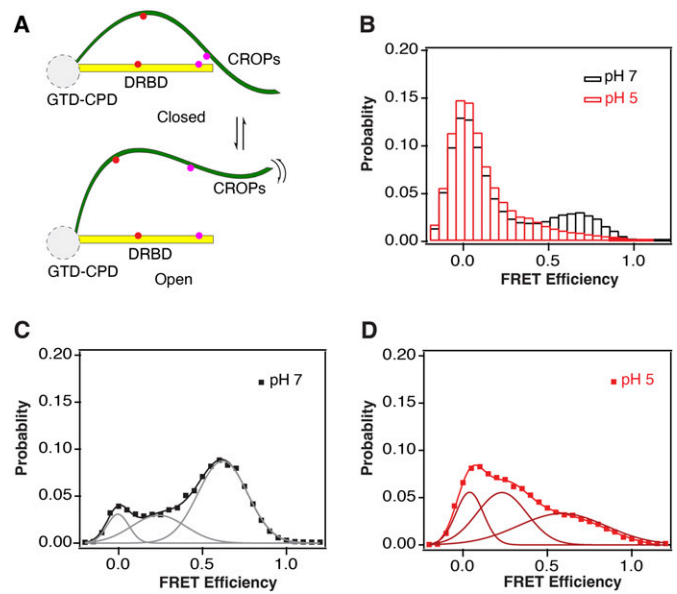 A
CROPs
DRBD
GTD-CPD
Closed
CROPs
DRBD
GTD-CPD
Open
B
0.20
0.15
0.10
0.05
0.00
Probablity
pH 7
pH 5
0.0
0.5
1.0
FRET Efficiency
C
0.20
0.15
0.10
0.05
0.00
Probablity
pH 7
0.0
0.5
1.0
FRET Efficiency
D
0.20
0.15
0.10
0.05
0.00
Probablity
pH 5
0.0
0.5
1.0
FRET Efficiency